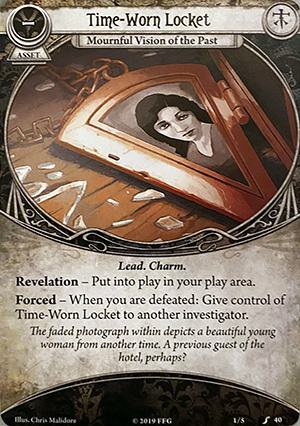 Time-Worn Locket
Mournful Vision of the Past
ASSET
Lead. Charm.
Revelation – Put into play in your play area.
Forced – When you are defeated: Give control of
Time-Worn Locket to another investigator.
The faded photograph within depicts a beautiful young
woman from another time. A previous guest of the
hotel, perhaps?
Illus. Chris Malidore
© 2019 FFG
1/5
40